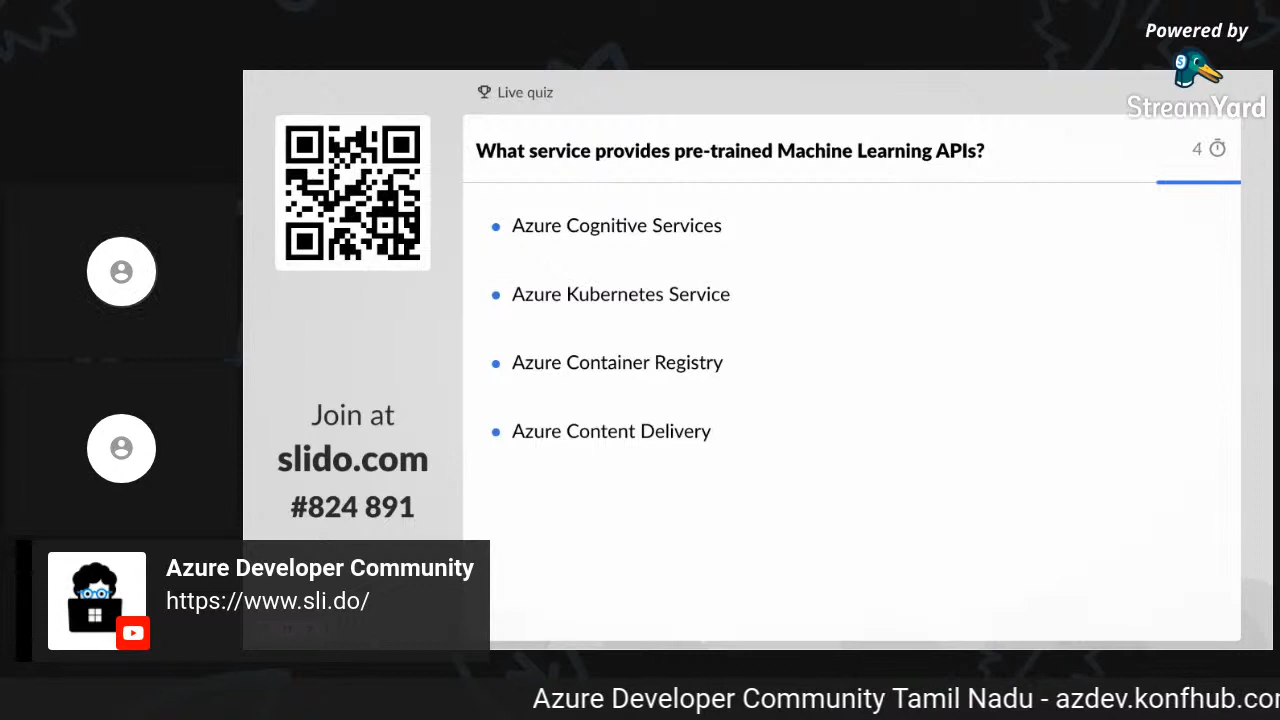 Powered by
StreamYard
Live quiz
What service provides pre-trained Machine Learning APIs?
4
Azure Cognitive Services
Azure Kubernetes Service
Azure Container Registry
Azure Content Delivery
Join at
slido.com
#824 891
Azure Developer Community
https://www.sli.do/
Azure Developer Community Tamil Nadu - azdev.konfhub.co